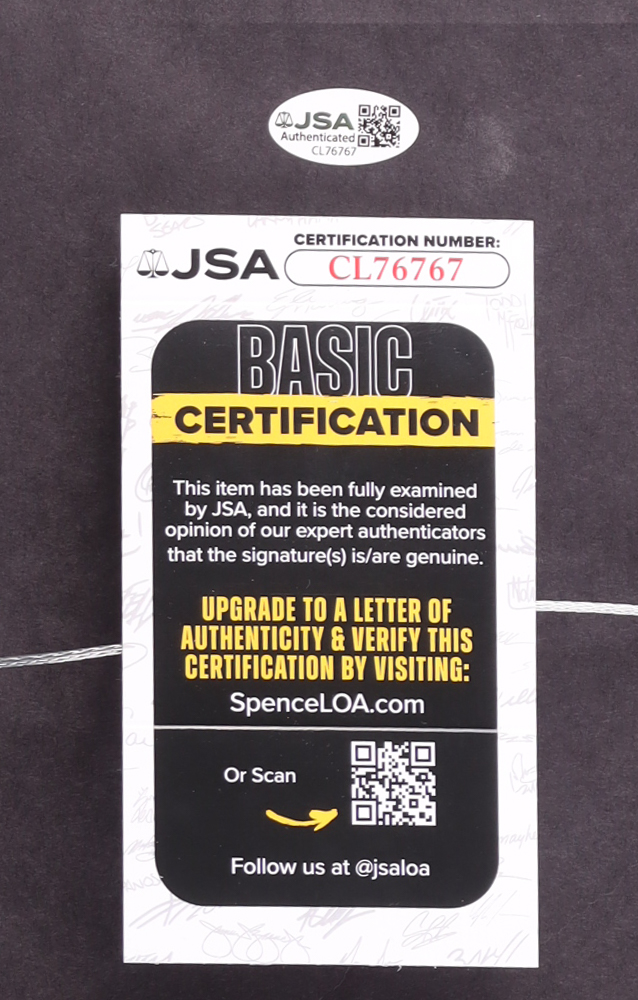 JSA
Authenticated
CL76767
CERTIFICATION NUMBER:
JSA CL76767
BASIC
CERTIFICATION
This item has been fully examined
by JSA, and it is the considered
opinion of our expert authenticators
that the signature(s) is/are genuine.
UPGRADE TO A LETTER OF
AUTHENTICITY & VERIFY THIS
CERTIFICATION BY VISITING:
SpenceLOA.com
Or Scan
Follow us at @jsaloa